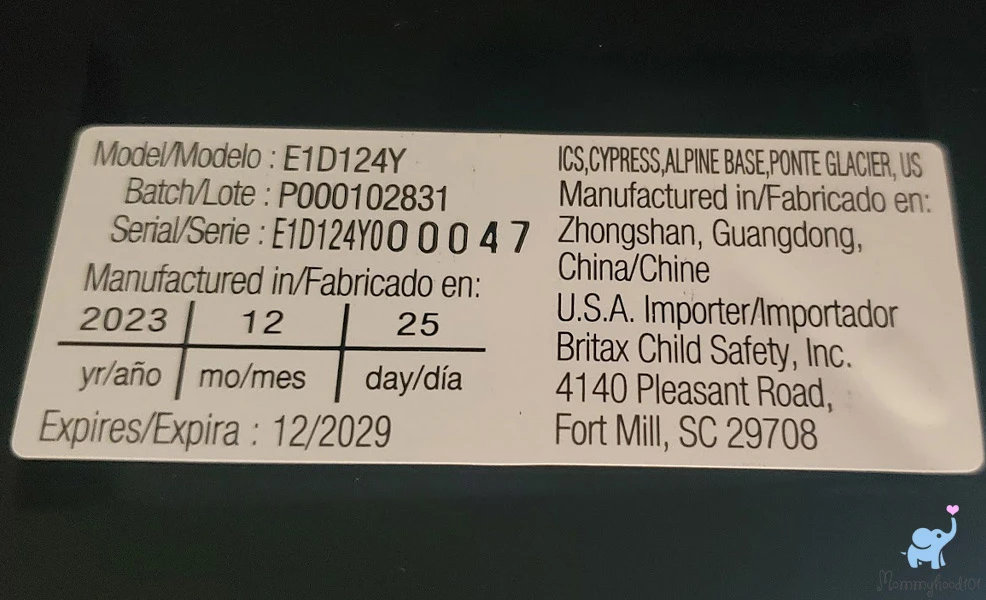 Model/Modelo : E1D124Y
Batch/Lote : P000102831
Serial/Serie : E1D124Y0000047
Manufactured in/Fabricado en:
2023 12 25
yr/año mo/mes day/día
Expires/Expira : 12/2029
ICS,CYPRESS,ALPINE BASE,PONTE GLACIER, US
Manufactured in/Fabricado en:
Zhongshan, Guangdong,
China/Chine
U.S.A. Importer/Importador
Britax Child Safety, Inc.
4140 Pleasant Road,
Fort Mill, SC 29708
Mommyhood101